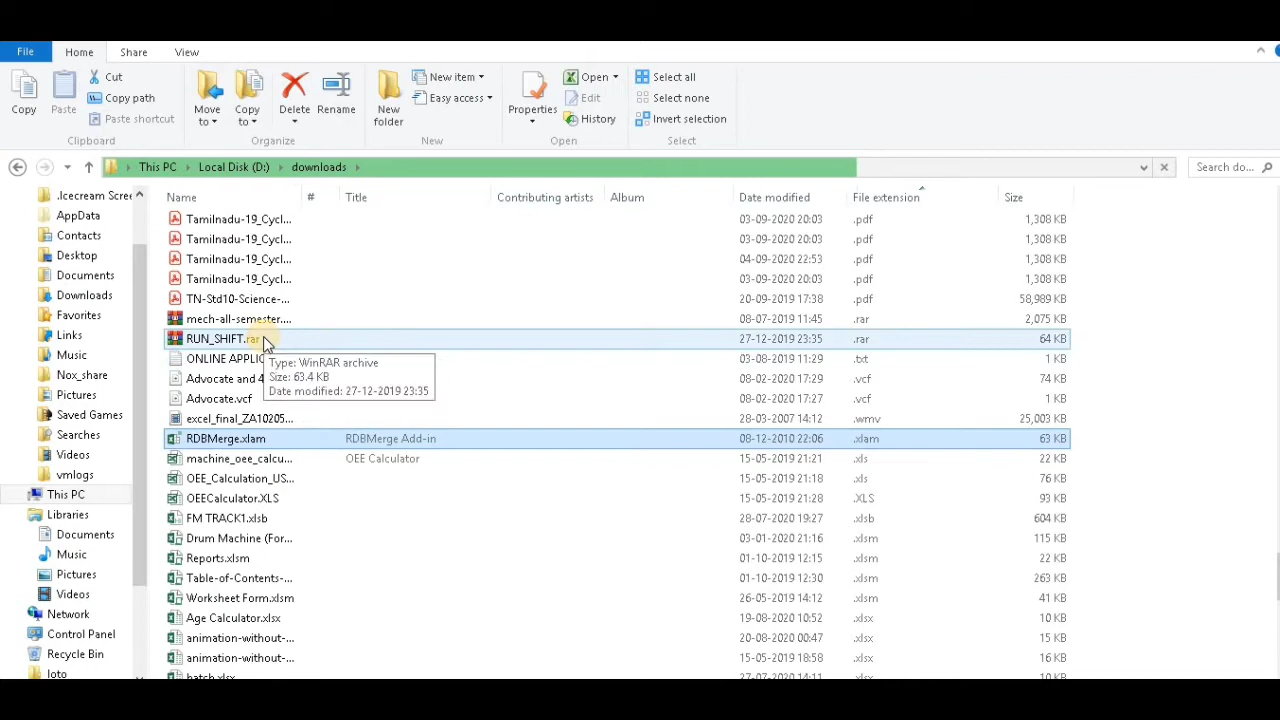 File Home Share View
Copy Paste Cut Copy path Paste shortcut
Clipboard
Move to Copy to Delete Rename
Organize
New folder New item Easy access
New
Properties Open Edit History
Open
Select all Select none Invert selection
Select
This PC Local Disk (D:) downloads
Search do...
.Icecream Scree
AppData
Contacts
Desktop
Documents
Downloads
Favorites
Links
Music
Nox_share
Pictures
Saved Games
Searches
Videos
vmlogs
This PC
Libraries
Documents
Music
Pictures
Videos
Network
Control Panel
Recycle Bin
loto
Name # Title Contributing artists Album Date modified File extension Size
Tamilnadu-19_Cycl... 03-09-2020 20:03 .pdf 1,308 KB
Tamilnadu-19_Cycl... 03-09-2020 20:03 .pdf 1,308 KB
Tamilnadu-19_Cycl... 04-09-2020 22:53 .pdf 1,308 KB
Tamilnadu-19_Cycl... 03-09-2020 20:03 .pdf 1,308 KB
TN-Std10-Science-... 20-09-2019 17:38 .pdf 58,989 KB
mech-all-semester.... 08-07-2019 11:45 .rar 2,075 KB
RUN_SHIFT.rar 27-12-2019 23:35 .rar 64 KB
ONLINE APPLIC 03-08-2019 11:29 .txt 1 KB
Advocate and 4 08-02-2020 17:29 .vcf 74 KB
Advocate.vcf 08-02-2020 17:27 .vcf 1 KB
excel_final_ZA10205... 28-03-2007 14:12 .wmv 25,003 KB
RDBMerge.xlam RDBMerge Add-in 08-12-2010 22:06 .xlam 63 KB
machine_oee_calcu... OEE Calculator 15-05-2019 21:21 .xls 22 KB
OEE_Calculation_US... 15-05-2019 21:18 .xls 76 KB
OEECalculator.XLS 15-05-2019 21:28 .XLS 93 KB
FM TRACK1.xlsb 28-07-2020 19:27 .xlsb 604 KB
Drum Machine (For... 03-01-2020 21:16 .xlsm 115 KB
Reports.xlsm 01-10-2019 12:15 .xlsm 22 KB
Table-of-Contents-... 01-10-2019 12:30 .xlsm 263 KB
Worksheet Form.xlsm 26-05-2019 14:12 .xlsm 41 KB
Age Calculator.xlsx 19-08-2020 10:52 .xlsx 10 KB
animation-without-... 20-08-2020 00:47 .xlsx 15 KB
animation-without-... 15-05-2019 18:58 .xlsx 16 KB
batch.xlsx 27-07-2020 14:11 .xlsx 10 KB
Type: WinRAR archive
Size: 63.4 KB
Date modified: 27-12-2019 23:35